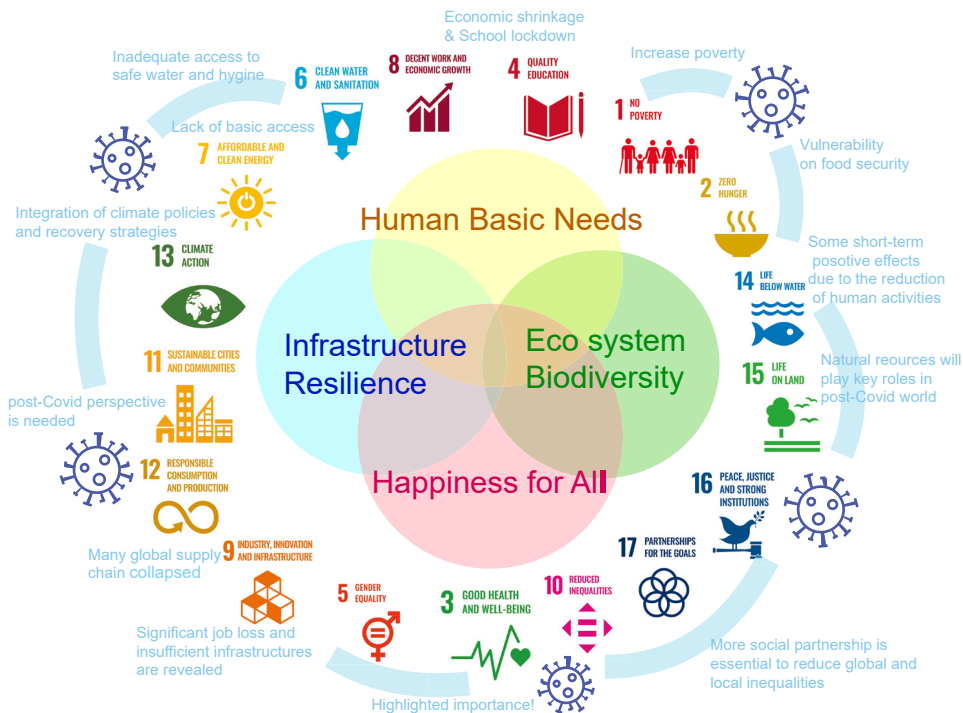 Economic shrinkage
& School lockdown
Inadequate access to
safe water and hygine
6 CLEAN WATER
AND SANITATION
8 DECENT WORK AND
ECONOMIC GROWTH
4 QUALITY
EDUCATION
Increase poverty
1 NO
POVERTY
Lack of basic access
7 AFFORDABLE AND
CLEAN ENERGY
Vulnerability
on food security
2 ZERO
HUNGER
Integration of climate policies
and recovery strategies
13 CLIMATE
ACTION
Human Basic Needs
Some short-term
posotive effects
due to the reduction
of human activities
14 LIFE
BELOW WATER
Infrastructure
Resilience
Eco system
Biodiversity
11 SUSTAINABLE CITIES
AND COMMUNITIES
15 LIFE
ON LAND
Natural reources will
play key roles in
post-Covid world
post-Covid perspective
is needed
12 RESPONSIBLE
CONSUMPTION
AND PRODUCTION
Happiness for All
16 PEACE, JUSTICE
AND STRONG
INSTITUTIONS
Many global supply
chain collapsed
9 INDUSTRY, INNOVATION
AND INFRASTRUCTURE
17 PARTNERSHIPS
FOR THE GOALS
5 GENDER
EQUALITY
3 GOOD HEALTH
AND WELL-BEING
10 REDUCED
INEQUALITIES
Significant job loss and
insufficient infrastructures
are revealed
Highlighted importance!
More social partnership is
essential to reduce global and
local inequalities